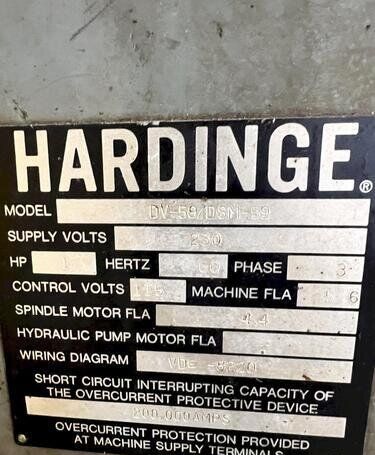 HARDINGE®
MODEL DV-59/DSM-59
SUPPLY VOLTS 230
HP 1 HERTZ 60 PHASE 3
CONTROL VOLTS 115 MACHINE FLA 6
SPINDLE MOTOR FLA 4.4
HYDRAULIC PUMP MOTOR FLA
WIRING DIAGRAM
SHORT CIRCUIT INTERRUPTING CAPACITY OF
THE OVERCURRENT PROTECTIVE DEVICE
200,000AMPS
OVERCURRENT PROTECTION PROVIDED
AT MACHINE SUPPLY TERMINALS